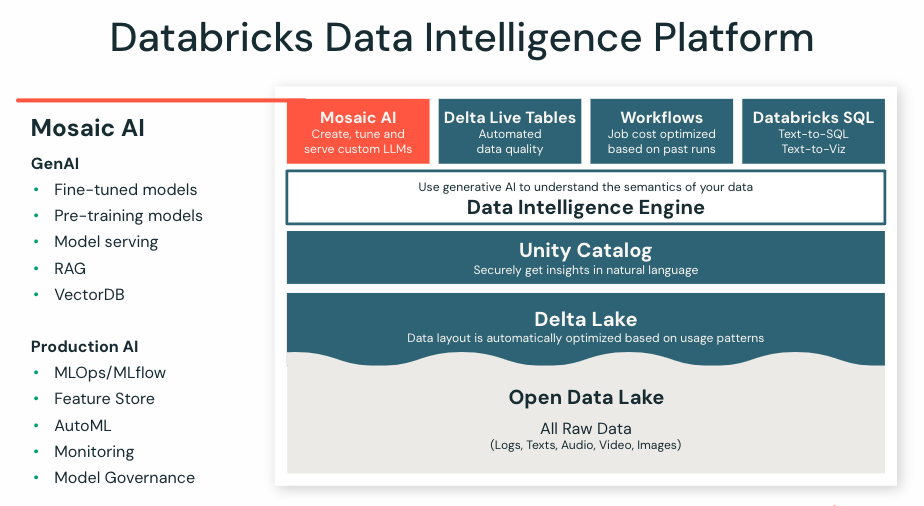 Databricks Data Intelligence Platform
Mosaic AI
GenAI
• Fine-tuned models
• Pre-training models
• Model serving
• RAG
• VectorDB
Production AI
• MLOps/MLflow
• Feature Store
• AutoML
• Monitoring
• Model Governance
Mosaic AI
Create, tune and
serve custom LLMs
Delta Live Tables
Automated
data quality
Workflows
Job cost optimized
based on past runs
Databricks SQL
Text-to-SQL
Text-to-Viz
Use generative AI to understand the semantics of your data
Data Intelligence Engine
Unity Catalog
Securely get insights in natural language
Delta Lake
Data layout is automatically optimized based on usage patterns
Open Data Lake
All Raw Data
(Logs, Texts, Audio, Video, Images)